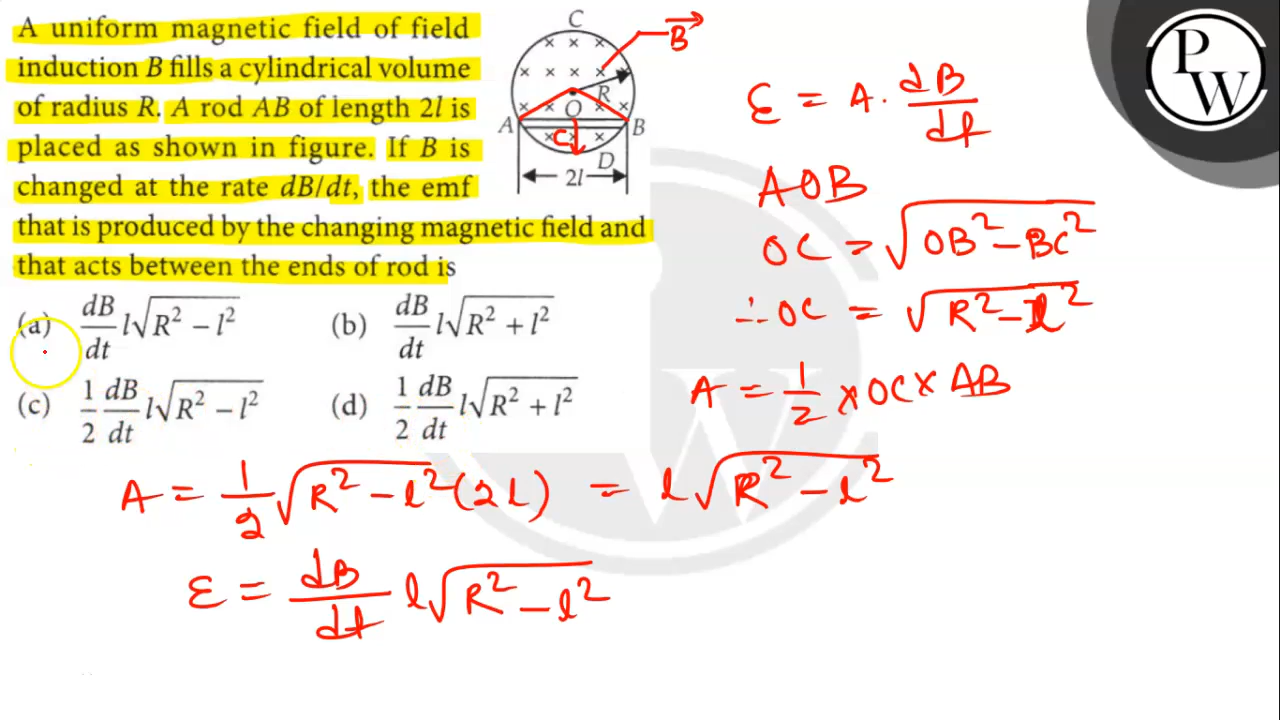 A uniform magnetic field of field
induction B fills a cylindrical volume
of radius R. A rod AB of length 2l is
placed as shown in figure. If B is
changed at the rate dB/dt, the emf
that is produced by the changing magnetic field and
that acts between the ends of rod is
(a) dB/dt l√R² − l²
(b) dB/dt l√R² + l²
(c) 1/2 dB/dt l√R² − l²
(d) 1/2 dB/dt l√R² + l²
C
B
R
O
A
B
C
D
2l
ε = A · dB/dt
AOB
OC = √OB² − BC²
∴ OC = √R² − l²
A = 1/2 × OC × AB
A = 1/2 √R² − l² (2l) = l√R² − l²
ε = dB/dt l√R² − l²
P
W